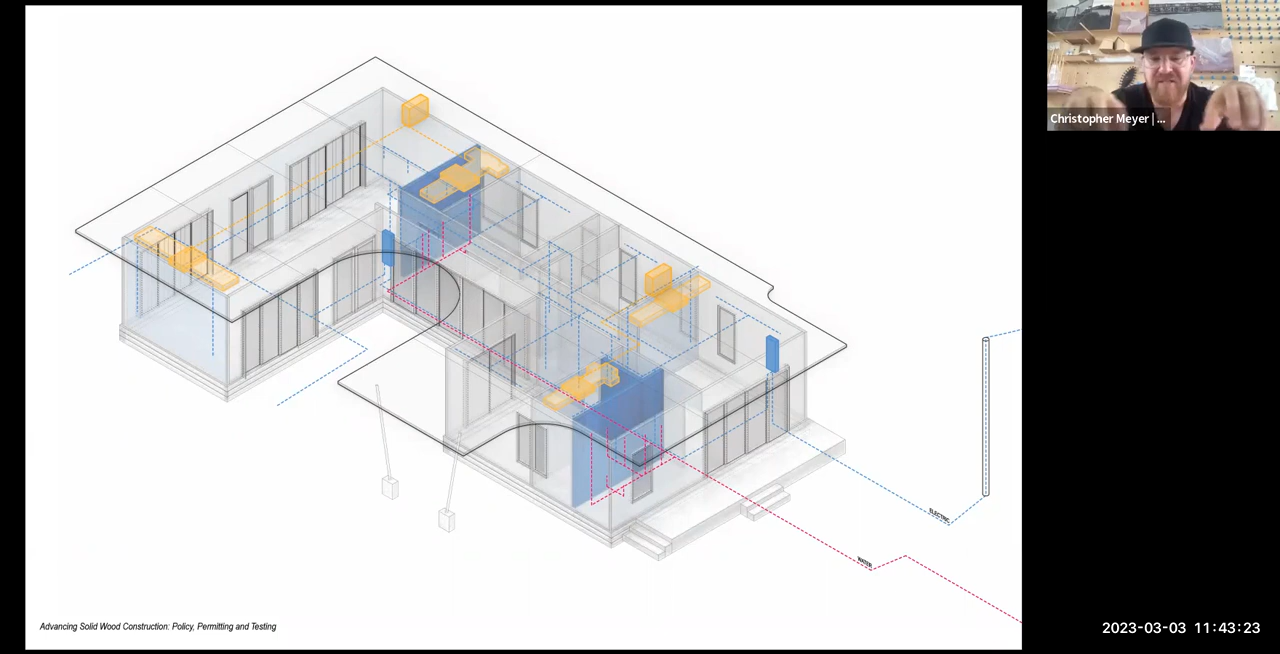 Christopher Meyer | ...
ELECTRIC
WATER
Advancing Solid Wood Construction: Policy, Permitting and Testing
2023-03-03 11:43:23